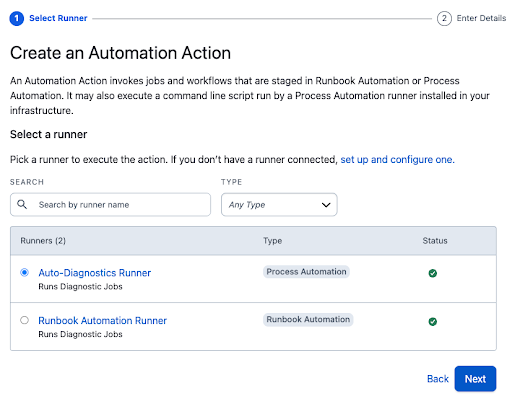 1 Select Runner 2 Enter Details
Create an Automation Action
An Automation Action invokes jobs and workflows that are staged in Runbook Automation or Process
Automation. It may also execute a command line script run by a Process Automation runner installed in your
infrastructure.
Select a runner
Pick a runner to execute the action. If you don't have a runner connected, set up and configure one.
SEARCH TYPE
Search by runner name Any Type
Runners (2) Type Status
Auto-Diagnostics Runner Process Automation
Runs Diagnostic Jobs
Runbook Automation Runner Runbook Automation
Runs Diagnostic Jobs
Back Next